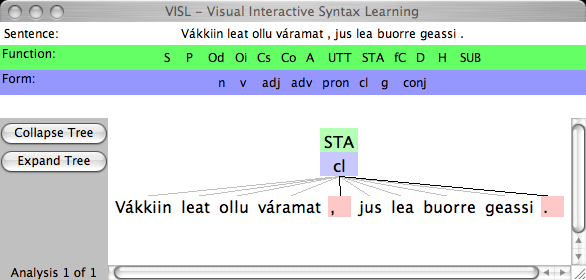 VISL - Visual Interactive Syntax Learning
Sentence: Vákkiin leat ollu váramat , jus lea buorre geassi .
Function: S P Od Oi Cs Co A UTT STA fC D H SUB
Form: n v adj adv pron cl g conj
Collapse Tree
Expand Tree
STA
cl
Vákkiin leat ollu váramat , jus lea buorre geassi .
Analysis 1 of 1